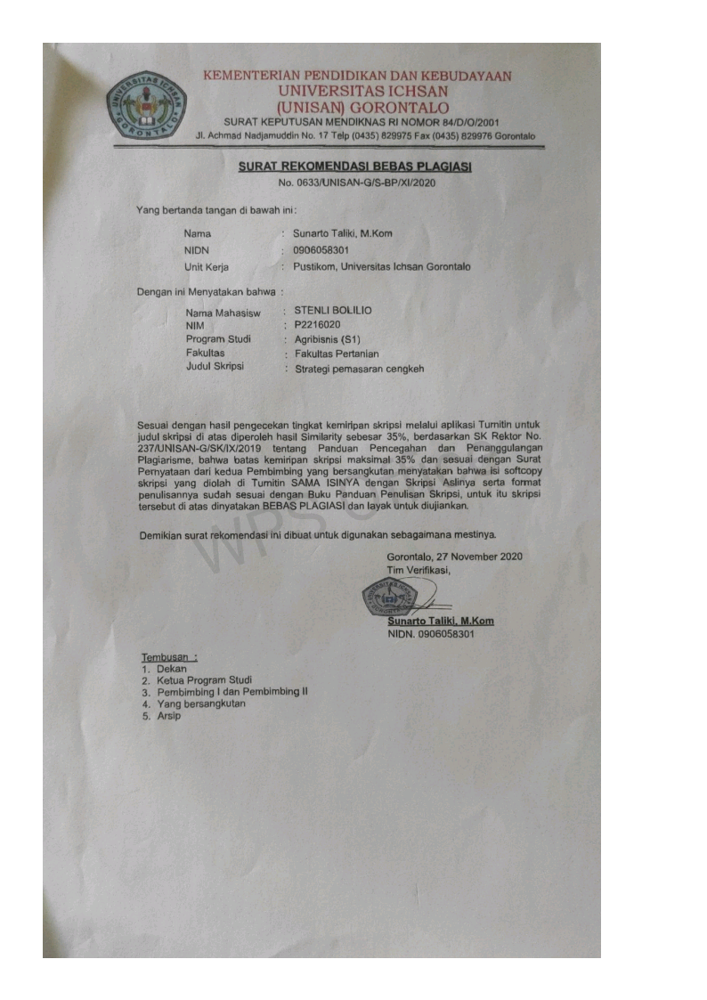 KEMENTERIAN PENDIDIKAN DAN KEBUDAYAAN
UNIVERSITAS ICHSAN
(UNISAN) GORONTALO
SURAT KEPUTUSAN MENDIKNAS RI NOMOR 84/D/O/2001
Jl. Achmad Nadjamuddin No. 17 Telp (0435) 829975 Fax (0435) 829976 Gorontalo
UNIVERSITAS ICHSAN
GORONTALO
SURAT REKOMENDASI BEBAS PLAGIASI
No. 0633/UNISAN-G/S-BP/XI/2020
Yang bertanda tangan di bawah ini :
Nama : Sunarto Taliki, M.Kom
NIDN : 0906058301
Unit Kerja : Pustikom, Universitas Ichsan Gorontalo
Dengan ini Menyatakan bahwa :
Nama Mahasisw : STENLI BOLILIO
NIM : P2216020
Program Studi : Agribisnis (S1)
Fakultas : Fakultas Pertanian
Judul Skripsi : Strategi pemasaran cengkeh
Sesuai dengan hasil pengecekan tingkat kemiripan skripsi melalui aplikasi Turnitin untuk
judul skripsi di atas diperoleh hasil Similarity sebesar 35%, berdasarkan SK Rektor No.
237/UNISAN-G/SK/IX/2019 tentang Panduan Pencegahan dan Penanggulangan
Plagiarisme, bahwa batas kemiripan skripsi maksimal 35% dan sesuai dengan Surat
Pernyataan dari kedua Pembimbing yang bersangkutan menyatakan bahwa isi softcopy
skripsi yang diolah di Turnitin SAMA ISINYA dengan Skripsi Aslinya serta format
penulisannya sudah sesuai dengan Buku Panduan Penulisan Skripsi, untuk itu skripsi
tersebut di atas dinyatakan BEBAS PLAGIASI dan layak untuk diujiankan.
WPS
Demikian surat rekomendasi ini dibuat untuk digunakan sebagaimana mestinya.
Gorontalo, 27 November 2020
Tim Verifikasi,
UNIVERSITAS ICHSAN
Sunarto Taliki, M.Kom
NIDN. 0906058301
Tembusan :
1. Dekan
2. Ketua Program Studi
3. Pembimbing I dan Pembimbing II
4. Yang bersangkutan
5. Arsip